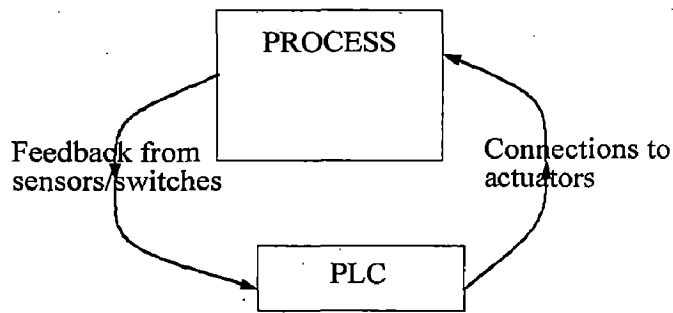 PROCESS
Feedback from
sensors/switches
Connections to
actuators
PLC